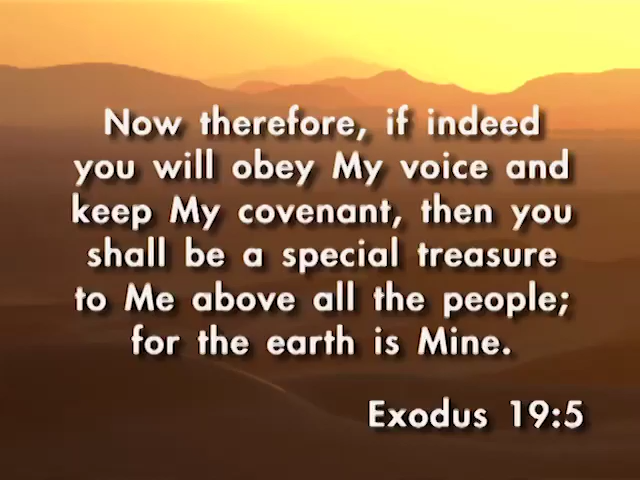 Now therefore, if indeed
you will obey My voice and
keep My covenant, then you
shall be a special treasure
to Me above all the people;
for the earth is Mine.
Exodus 19:5